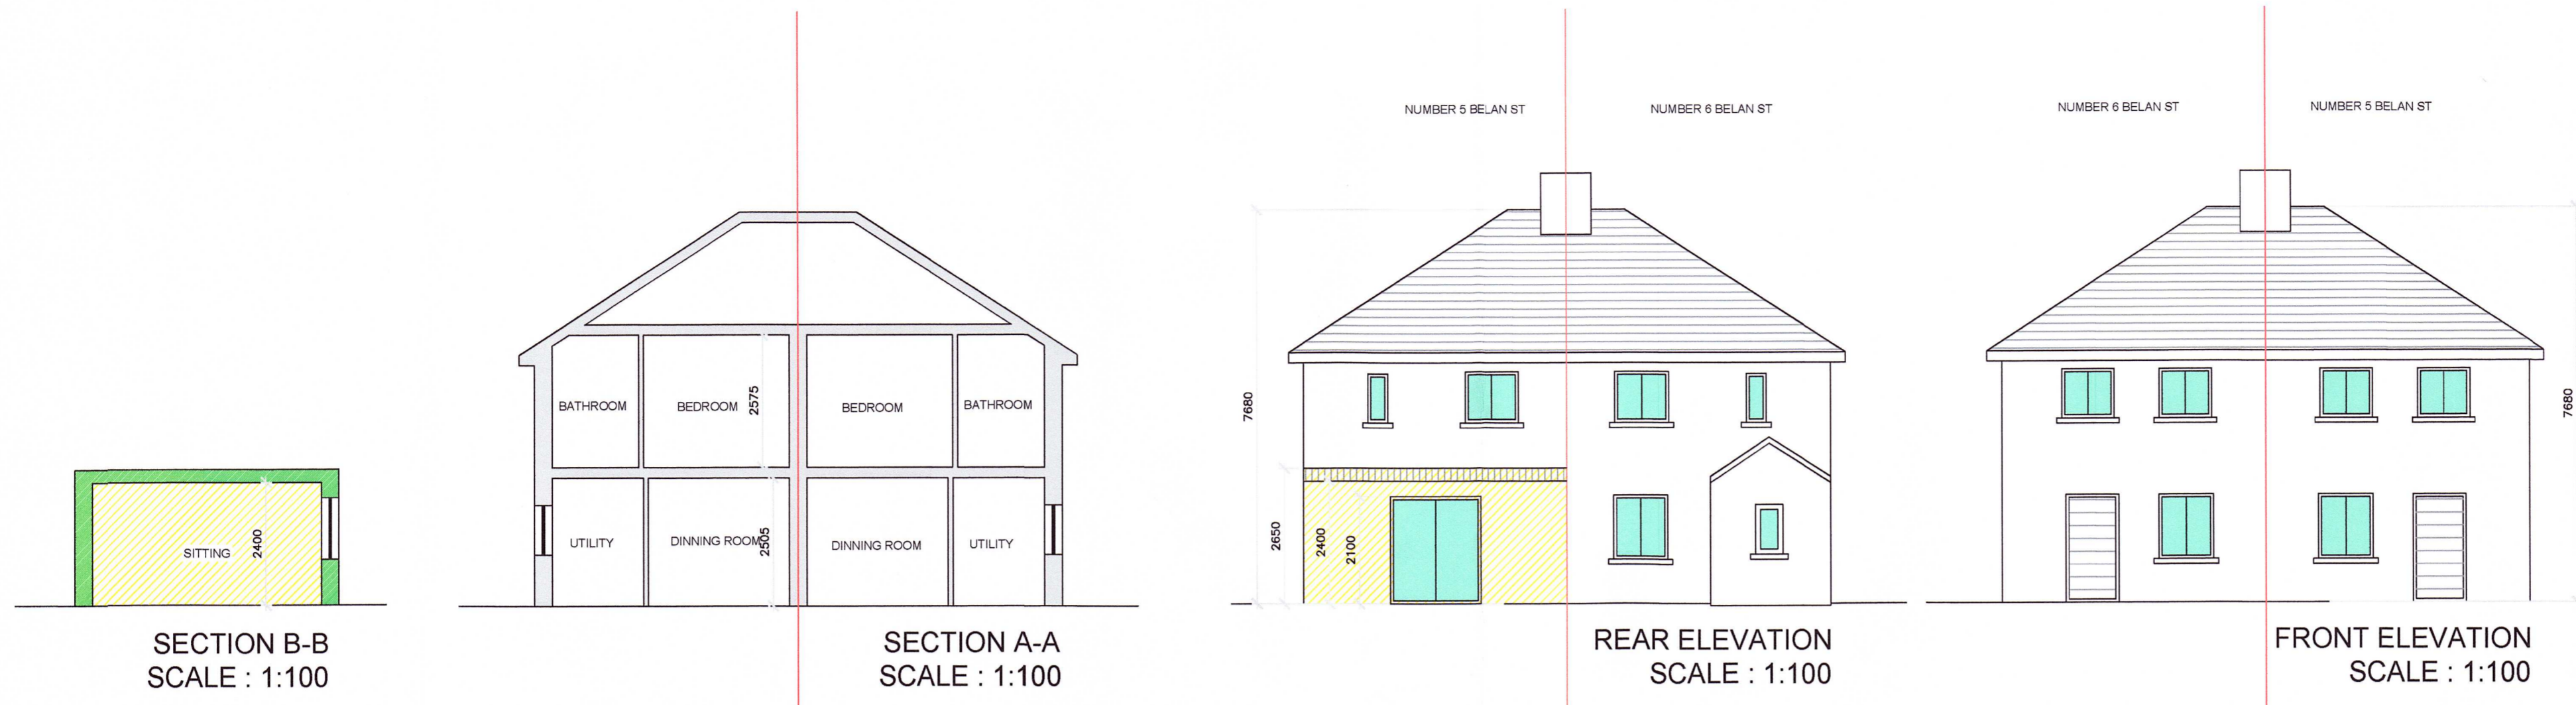 SITTING
2400
SECTION B-B
SCALE : 1:100
BATHROOM
BEDROOM
2575
BEDROOM
BATHROOM
UTILITY
DINNING ROOM
2505
DINNING ROOM
UTILITY
SECTION A-A
SCALE : 1:100
NUMBER 5 BELAN ST
NUMBER 6 BELAN ST
7680
2650
2400
2100
REAR ELEVATION
SCALE : 1:100
NUMBER 6 BELAN ST
NUMBER 5 BELAN ST
7680
FRONT ELEVATION
SCALE : 1:100